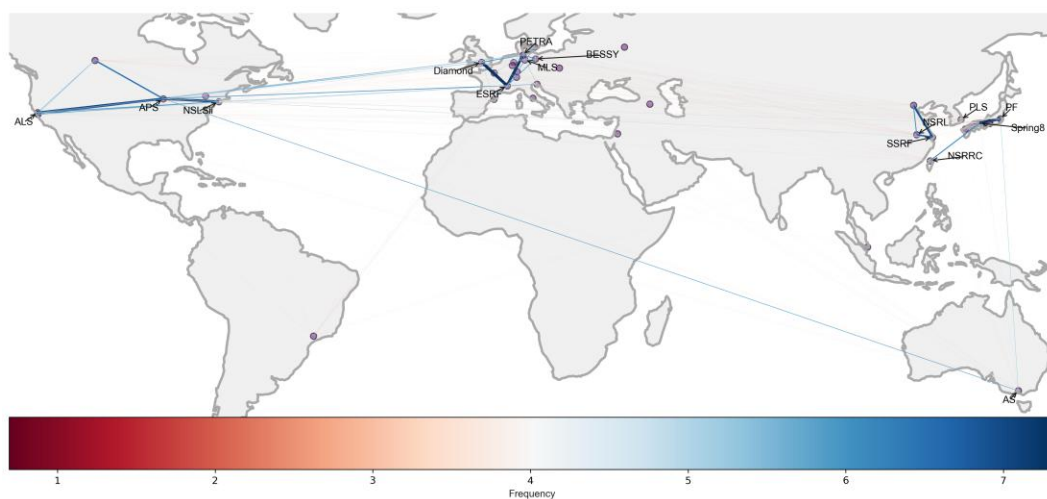 PETRA
BESSY
Diamond
MLS
ESRF
APS
NSLSII
ALS
PLS
PF
NSRL
Spring8
SSRF
NSRRC
AS
1 2 3 4 5 6 7
Frequency